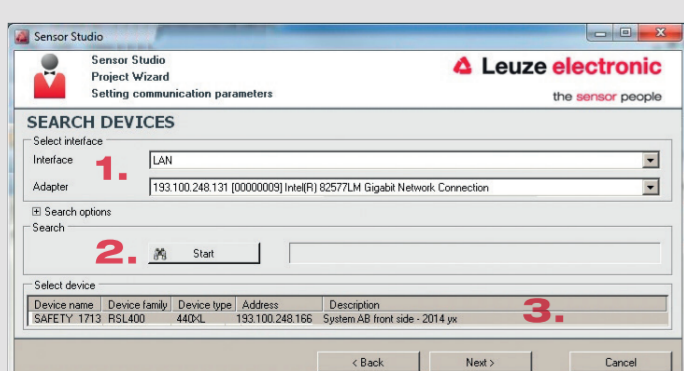 Sensor Studio
Sensor Studio
Project Wizard
Setting communication parameters
Leuze electronic
the sensor people
SEARCH DEVICES
Select interface
Interface LAN
1.
Adapter 193.100.248.131 [00000009] Intel(R) 82577LM Gigabit Network Connection
Search options
Search
2. Start
Select device
Device name Device family Device type Address Description
SAFETY 1713 RSL400 440XL 193.100.248.166 System AB front side - 2014 yx
3.
< Back Next > Cancel